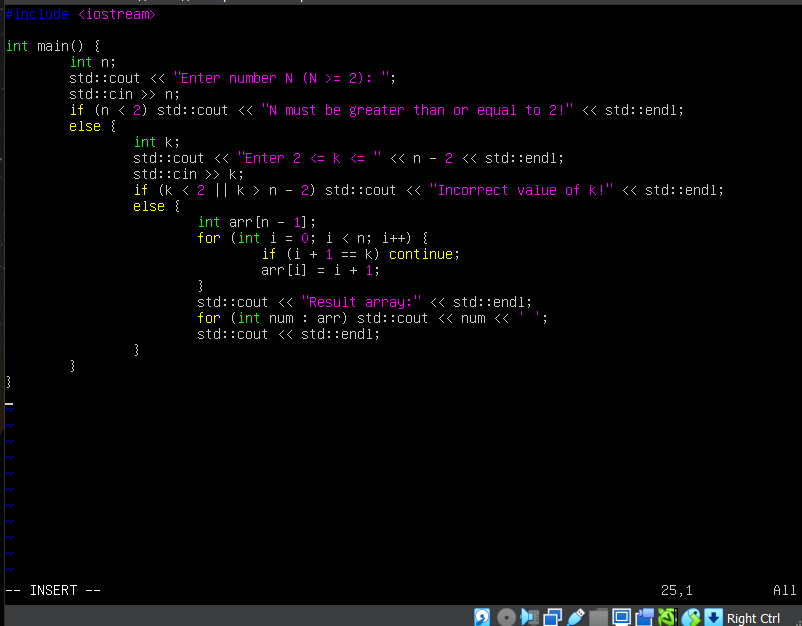 #include <iostream>

int main() {
        int n;
        std::cout << "Enter number N (N >= 2): ";
        std::cin >> n;
        if (n < 2) std::cout << "N must be greater than or equal to 2!" << std::endl;
        else {
                int k;
                std::cout << "Enter 2 <= k <= " << n - 2 << std::endl;
                std::cin >> k;
                if (k < 2 || k > n - 2) std::cout << "Incorrect value of k!" << std::endl;
                else {
                        int arr[n - 1];
                        for (int i = 0; i < n; i++) {
                                if (i + 1 == k) continue;
                                arr[i] = i + 1;
                        }
                        std::cout << "Result array:" << std::endl;
                        for (int num : arr) std::cout << num << ' ';
                        std::cout << std::endl;
                }
        }
}
~
~
~
~
~
~
~
~
~
~
~
-- INSERT -- 25,1 All
Right Ctrl